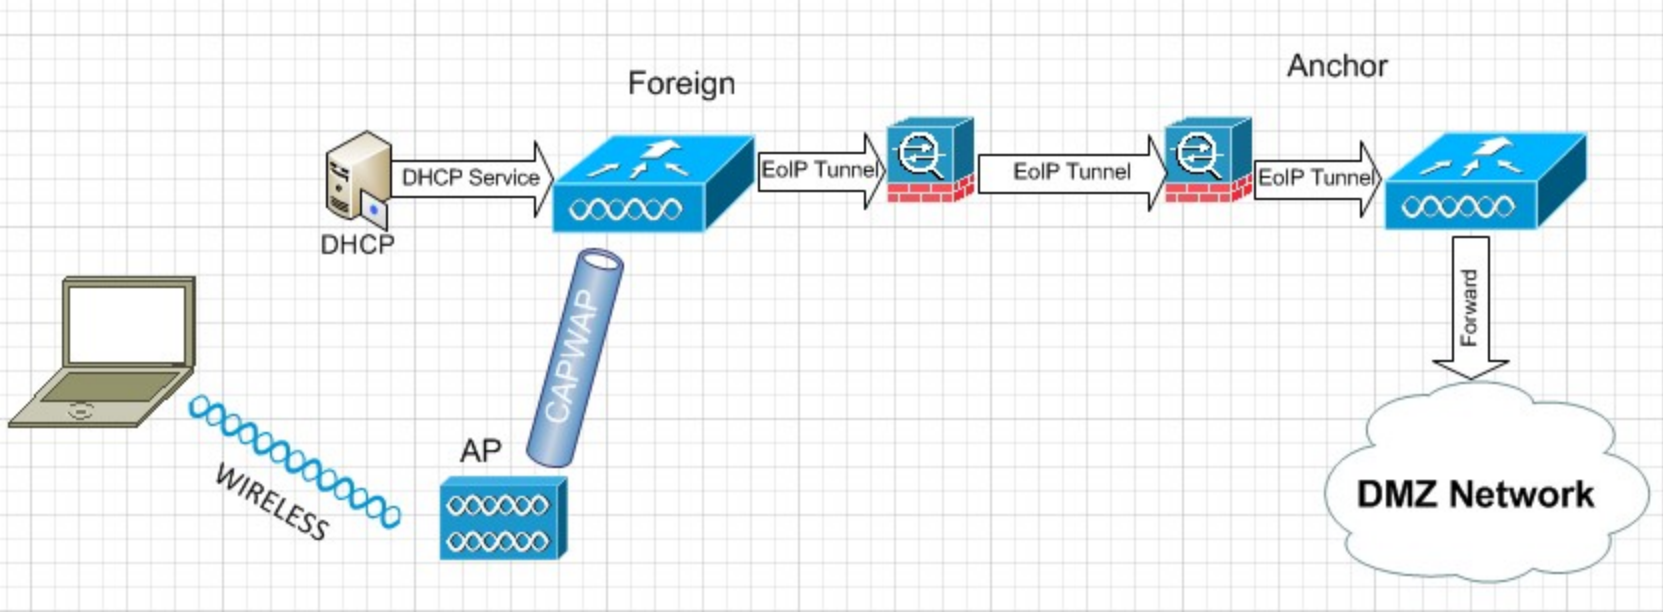 Foreign
Anchor
DHCP Service
EoIP Tunnel
EoIP Tunnel
EoIP Tunnel
DHCP
CAPWAP
Forward
AP
WIRELESS
DMZ Network